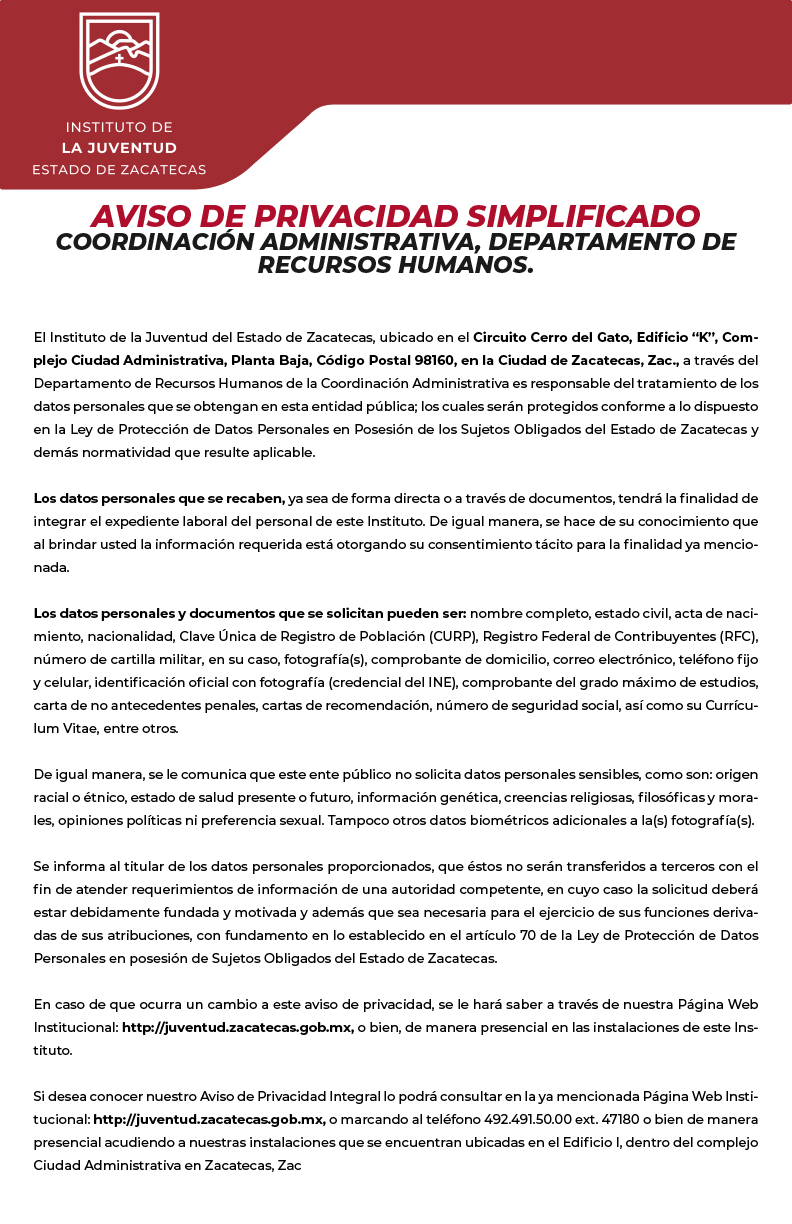 INSTITUTO DE
LA JUVENTUD
ESTADO DE ZACATECAS
AVISO DE PRIVACIDAD SIMPLIFICADO
COORDINACIÓN ADMINISTRATIVA, DEPARTAMENTO DE
RECURSOS HUMANOS.
El Instituto de la Juventud del Estado de Zacatecas, ubicado en el Circuito Cerro del Gato, Edificio “K”, Com-
plejo Ciudad Administrativa, Planta Baja, Código Postal 98160, en la Ciudad de Zacatecas, Zac., a través del
Departamento de Recursos Humanos de la Coordinación Administrativa es responsable del tratamiento de los
datos personales que se obtengan en esta entidad pública; los cuales serán protegidos conforme a lo dispuesto
en la Ley de Protección de Datos Personales en Posesión de los Sujetos Obligados del Estado de Zacatecas y
demás normatividad que resulte aplicable.
Los datos personales que se recaben, ya sea de forma directa o a través de documentos, tendrá la finalidad de
integrar el expediente laboral del personal de este Instituto. De igual manera, se hace de su conocimiento que
al brindar usted la información requerida está otorgando su consentimiento tácito para la finalidad ya mencio-
nada.
Los datos personales y documentos que se solicitan pueden ser: nombre completo, estado civil, acta de naci-
miento, nacionalidad, Clave Única de Registro de Población (CURP), Registro Federal de Contribuyentes (RFC),
número de cartilla militar, en su caso, fotografía(s), comprobante de domicilio, correo electrónico, teléfono fijo
y celular, identificación oficial con fotografía (credencial del INE), comprobante del grado máximo de estudios,
carta de no antecedentes penales, cartas de recomendación, número de seguridad social, así como su Currícu-
lum Vitae, entre otros.
De igual manera, se le comunica que este ente público no solicita datos personales sensibles, como son: origen
racial o étnico, estado de salud presente o futuro, información genética, creencias religiosas, filosóficas y mora-
les, opiniones políticas ni preferencia sexual. Tampoco otros datos biométricos adicionales a la(s) fotografía(s).
Se informa al titular de los datos personales proporcionados, que éstos no serán transferidos a terceros con el
fin de atender requerimientos de información de una autoridad competente, en cuyo caso la solicitud deberá
estar debidamente fundada y motivada y además que sea necesaria para el ejercicio de sus funciones deriva-
das de sus atribuciones, con fundamento en lo establecido en el artículo 70 de la Ley de Protección de Datos
Personales en posesión de Sujetos Obligados del Estado de Zacatecas.
En caso de que ocurra un cambio a este aviso de privacidad, se le hará saber a través de nuestra Página Web
Institucional: http://juventud.zacatecas.gob.mx, o bien, de manera presencial en las instalaciones de este Ins-
tituto.
Si desea conocer nuestro Aviso de Privacidad Integral lo podrá consultar en la ya mencionada Página Web Insti-
tucional: http://juventud.zacatecas.gob.mx, o marcando al teléfono 492.491.50.00 ext. 47180 o bien de manera
presencial acudiendo a nuestras instalaciones que se encuentran ubicadas en el Edificio I, dentro del complejo
Ciudad Administrativa en Zacatecas, Zac